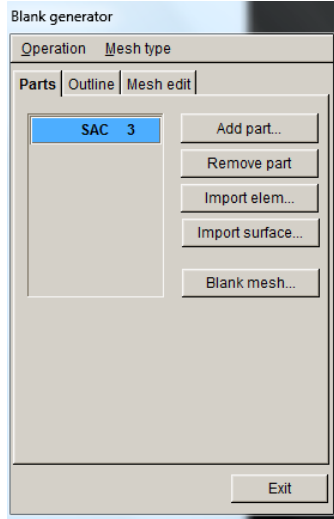 Blank generator
Operation Mesh type
Parts Outline Mesh edit
SAC 3
Add part...
Remove part
Import elem...
Import surface...
Blank mesh...
Exit